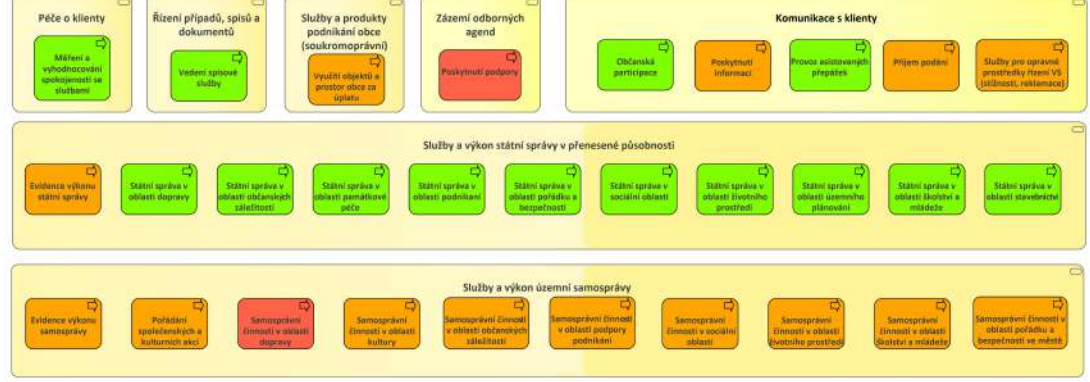 Péče o klienty
Měření a
vyhodnocování
spokojenosti se
službami
Řízení případů, spisů a
dokumentů
Vedení spisové
služby
Služby a produkty
podnikání obce
(soukromoprávní)
Využití objektů a
prostor obce za
úplatu
Zázemí odborných
agend
Poskytnutí podpory
Komunikace s klienty
Občanská
participace
Poskytnutí
informací
Provoz asistovaných
přepážek
Příjem podání
Služby pro opravné
prostředky řízení VS
(stížnosti, reklamace)
Služby a výkon státní správy v přenesené působnosti
Evidence výkonu
státní správy
Státní správa v
oblasti dopravy
Státní správa v
oblasti občanských
záležitostí
Státní správa v
oblasti památkové
péče
Státní správa v
oblasti podnikání
Státní správa v
oblasti pořádku a
bezpečnosti
Státní správa v
sociální oblasti
Státní správa v
oblasti životního
prostředí
Státní správa v
oblasti územního
plánování
Státní správa v
oblasti školství a
mládeže
Státní správa v
oblasti stavebnictví
Služby a výkon územní samosprávy
Evidence výkonu
samosprávy
Pořádání
společenských a
kulturních akcí
Samosprávní
činnosti v oblasti
dopravy
Samosprávní
činnosti v oblasti
kultury
Samosprávní činnosti
v oblasti občanských
záležitostí
Samosprávní činnosti
v oblasti podpory
podnikání
Samosprávní
činnosti v sociální
oblasti
Samosprávní
činnosti v oblasti
životního prostředí
Samosprávní
činnosti v oblasti
školství a mládeže
Samosprávní činnosti v
oblasti pořádku a
bezpečnosti ve městě